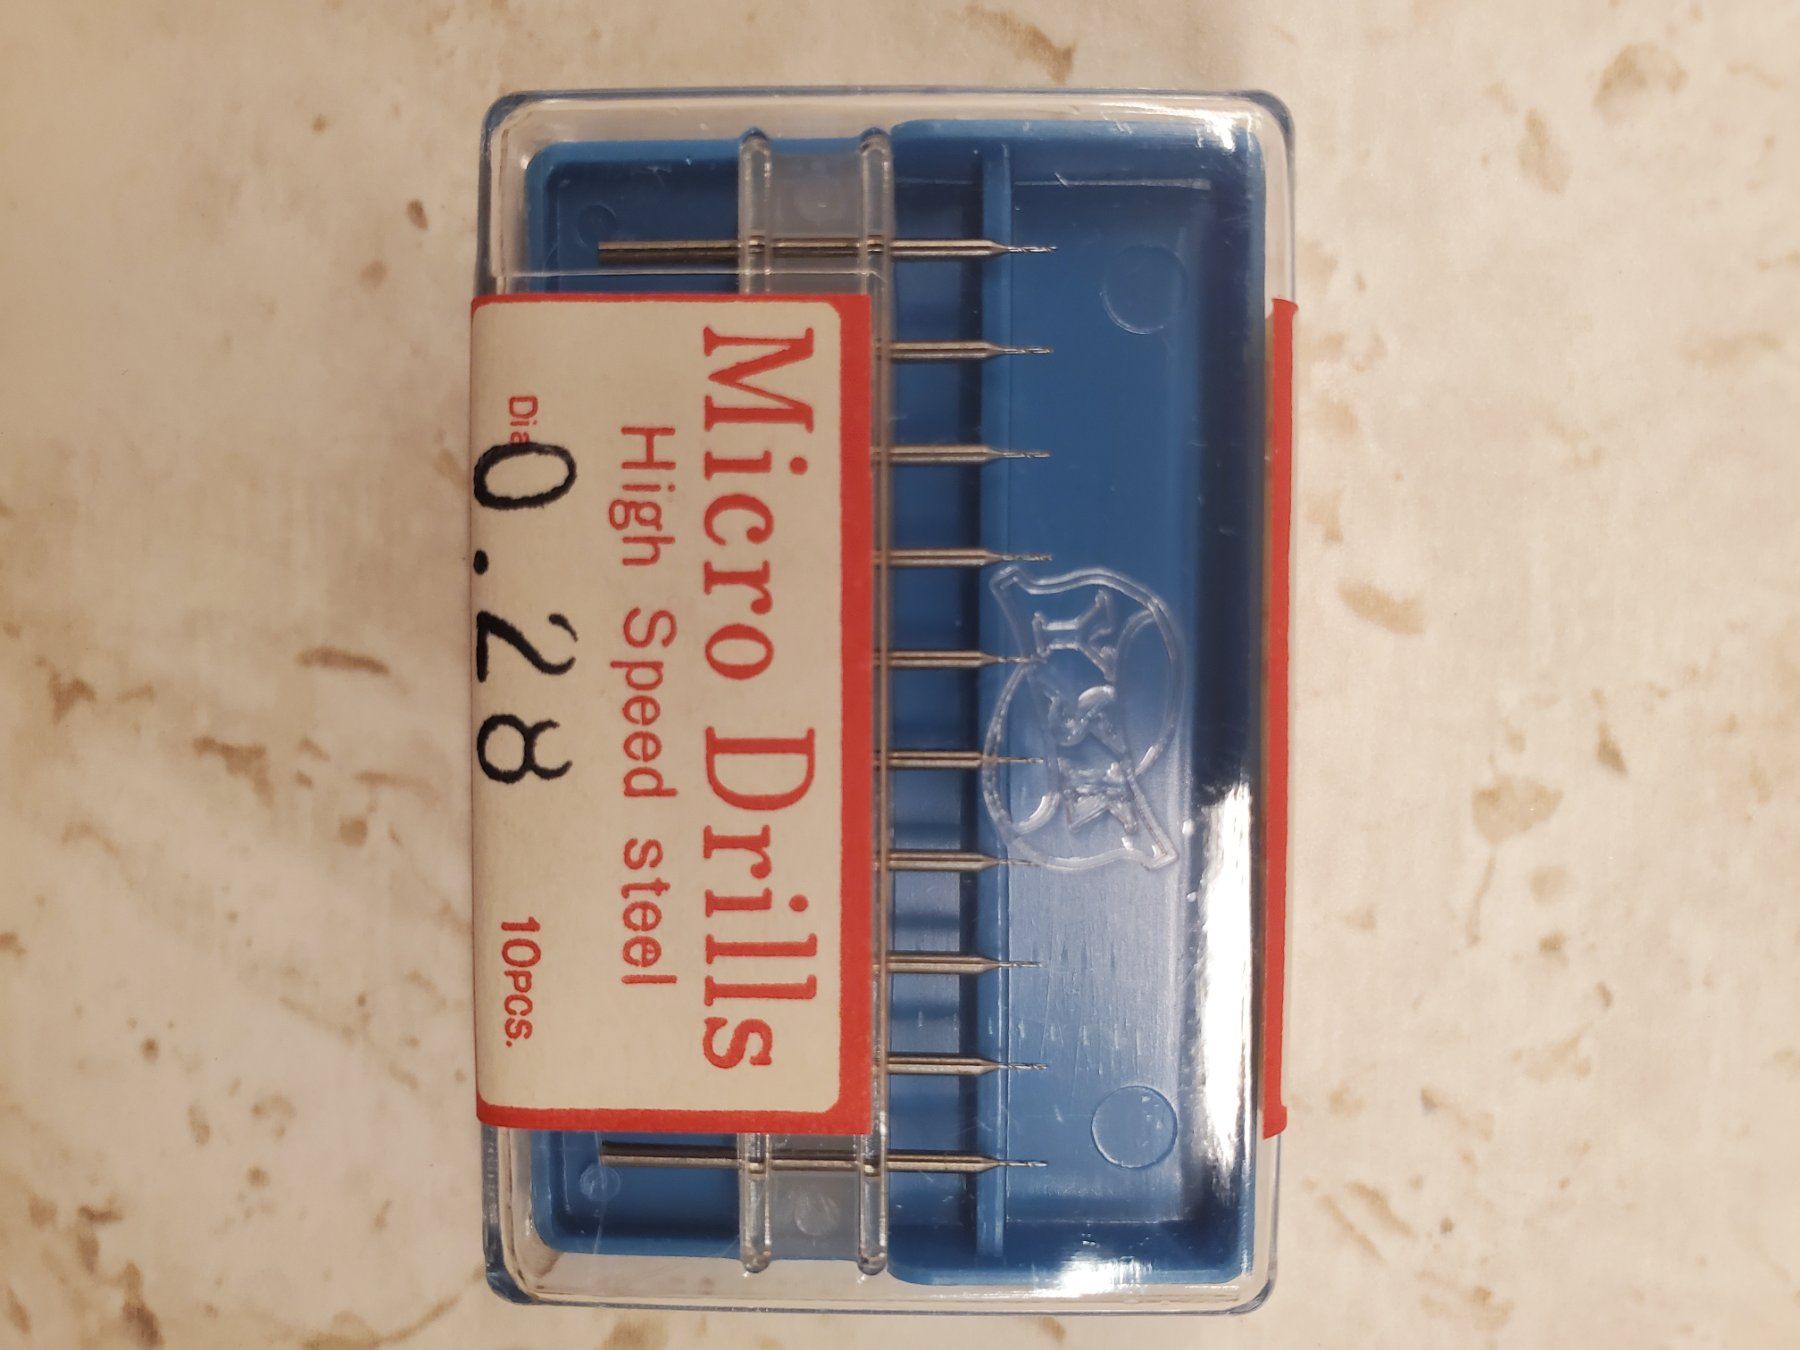 Micro Drills
High Speed steel
Dia 0.28 10PCS.